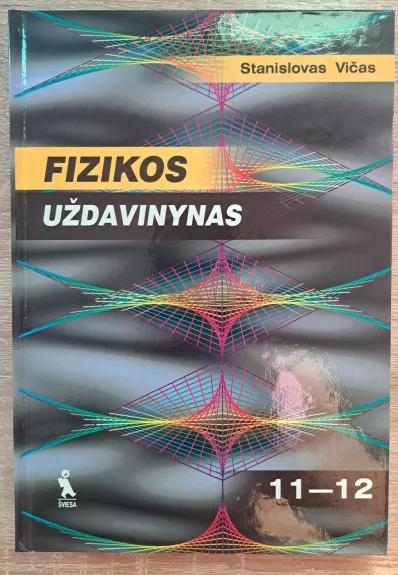 Stanislovas Vičas
FIZIKOS
UŽDAVINYNAS
11—12
ŠVIESA